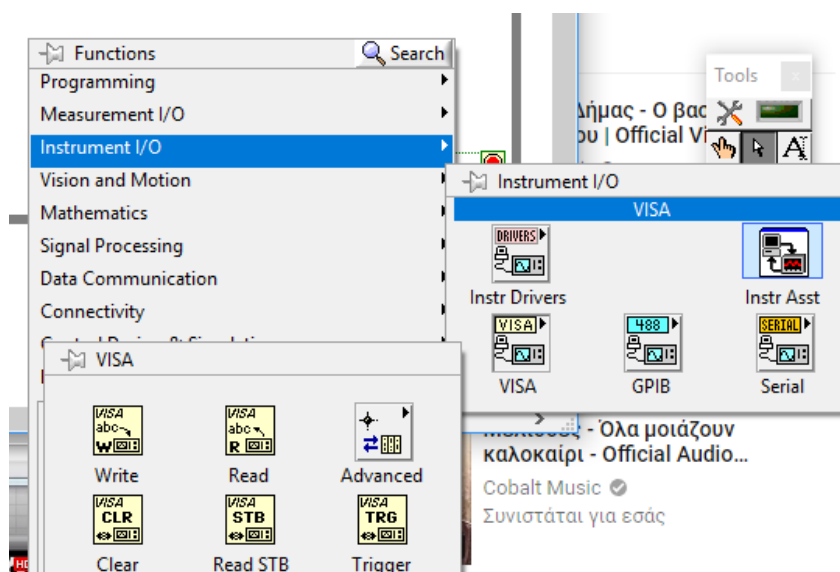 Functions
Search
Programming
Measurement I/O
Instrument I/O
Vision and Motion
Mathematics
Signal Processing
Data Communication
Connectivity
Tools
Δήμας - Ο βασ
ου | Official Vi
Instrument I/O
VISA
DRIVERS
Instr Drivers
Instr Asst
VISA
488
SERIAL
VISA
GPIB
Serial
VISA
VISA
abc
W
VISA
abc
R
Write
Read
Advanced
VISA
CLR
VISA
STB
VISA
TRG
Clear
Read STB
Trigger
- Όλα μοιάζουν
καλοκαίρι - Official Audio...
Cobalt Music
Συνιστάται για εσάς
HD